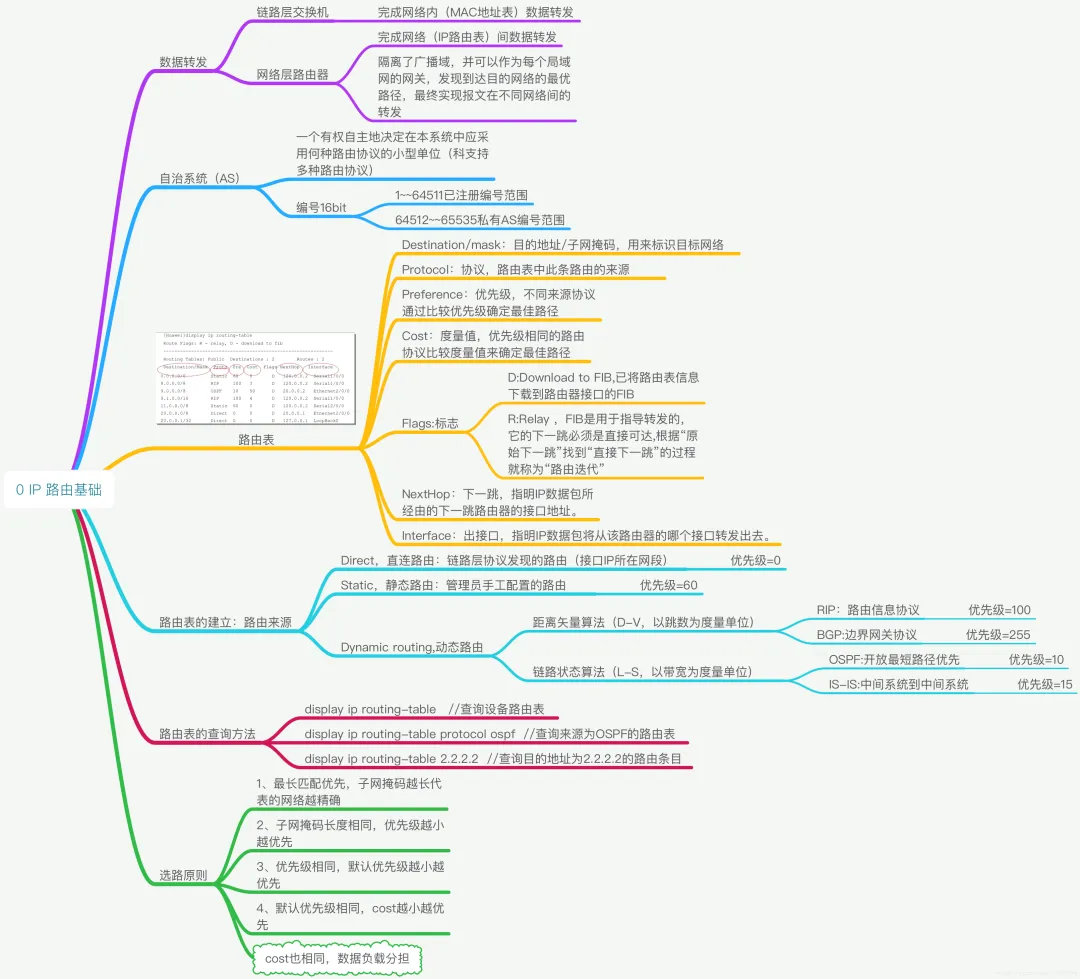 链路层交换机
完成网络内（MAC地址表）数据转发
完成网络（IP路由表）间数据转发
数据转发
网络层路由器
隔离了广播域，并可以作为每个局域
网的网关，发现到达目的网络的最优
路径，最终实现报文在不同网络间的
转发
一个有权自主地决定在本系统中应采
用何种路由协议的小型单位（科支持
多种路由协议）
自治系统（AS）
编号16bit
1~~64511已注册编号范围
64512~~65535私有AS编号范围
Destination/mask：目的地址/子网掩码，用来标识目标网络
Protocol：协议，路由表中此条路由的来源
Preference：优先级，不同来源协议
通过比较优先级确定最佳路径
Cost：度量值，优先级相同的路由
协议比较度量值来确定最佳路径
[Huawei]display ip routing-table
Route Flags: R - relay, D - download to fib
Routing Tables: Public Destinations : 2 Routes : 2
Destination/Mask Proto Pre Cost Flags NextHop Interface
路由表
D:Download to FIB,已将路由表信息
下载到路由器接口的FIB
Flags:标志
R:Relay ，FIB是用于指导转发的，
它的下一跳必须是直接可达,根据“原
始下一跳”找到“直接下一跳”的过程
就称为“路由迭代”
NextHop：下一跳，指明IP数据包所
经由的下一跳路由器的接口地址。
Interface：出接口，指明IP数据包将从该路由器的哪个接口转发出去。
0 IP 路由基础
Direct，直连路由：链路层协议发现的路由（接口IP所在网段） 优先级=0
Static，静态路由：管理员手工配置的路由 优先级=60
路由表的建立：路由来源
Dynamic routing,动态路由
距离矢量算法（D-V，以跳数为度量单位）
RIP：路由信息协议 优先级=100
BGP:边界网关协议 优先级=255
链路状态算法（L-S，以带宽为度量单位）
OSPF:开放最短路径优先 优先级=10
IS-IS:中间系统到中间系统 优先级=15
路由表的查询方法
display ip routing-table //查询设备路由表
display ip routing-table protocol ospf //查询来源为OSPF的路由表
display ip routing-table 2.2.2.2 //查询目的地址为2.2.2.2的路由条目
选路原则
1、最长匹配优先，子网掩码越长代
表的网络越精确
2、子网掩码长度相同，优先级越小
越优先
3、优先级相同，默认优先级越小越
优先
4、默认优先级相同，cost越小越优
先
cost也相同，数据负载分担